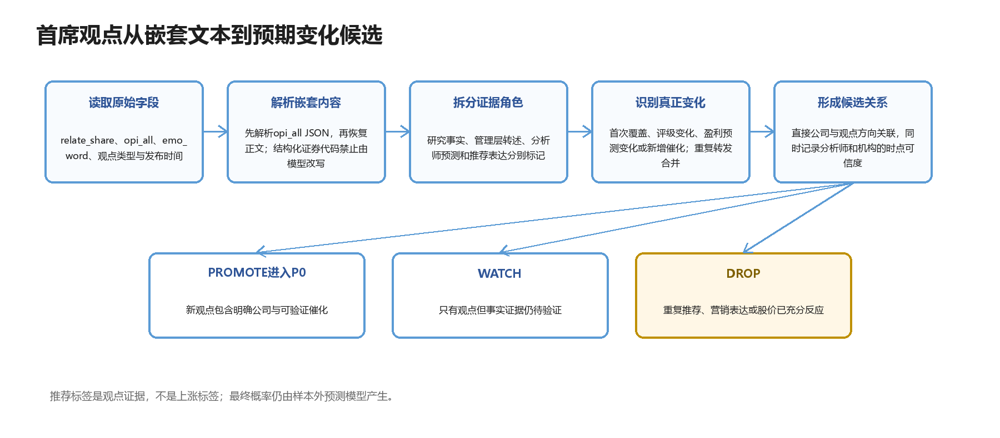 首席观点从嵌套文本到预期变化候选
读取原始字段
relate_share、opi_all、emo_
word、观点类型与发布时间
解析嵌套内容
先解析opi_all JSON，再恢复
正文；结构化证券代码禁止由
模型改写
拆分证据角色
研究事实、管理层转述、分析
师预测和推荐表达分别标记
识别真正变化
首次覆盖、评级变化、盈利预
测变化或新增催化；重复转发
合并
形成候选关系
直接公司与观点方向关联，同
时记录分析师和机构的时点可
信度
PROMOTE进入P0
新观点包含明确公司与可验证催化
WATCH
只有观点但事实证据仍待验证
DROP
重复推荐、营销表达或股价已充分反应
推荐标签是观点证据，不是上涨标签；最终概率仍由样本外预测模型产生。